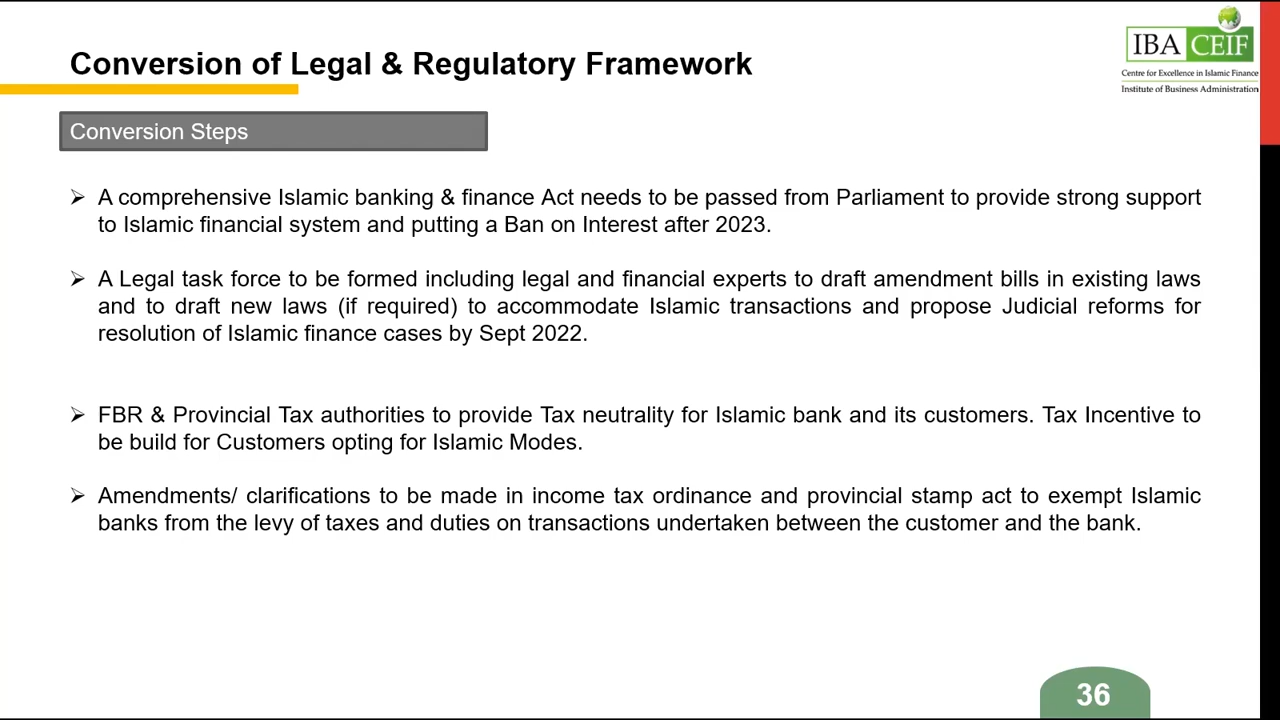 Conversion of Legal & Regulatory Framework
IBA CEIF
Centre for Excellence in Islamic Finance
Institute of Business Administration
Conversion Steps
➢ A comprehensive Islamic banking & finance Act needs to be passed from Parliament to provide strong support
to Islamic financial system and putting a Ban on Interest after 2023.
➢ A Legal task force to be formed including legal and financial experts to draft amendment bills in existing laws
and to draft new laws (if required) to accommodate Islamic transactions and propose Judicial reforms for
resolution of Islamic finance cases by Sept 2022.
➢ FBR & Provincial Tax authorities to provide Tax neutrality for Islamic bank and its customers. Tax Incentive to
be build for Customers opting for Islamic Modes.
➢ Amendments/ clarifications to be made in income tax ordinance and provincial stamp act to exempt Islamic
banks from the levy of taxes and duties on transactions undertaken between the customer and the bank.
36